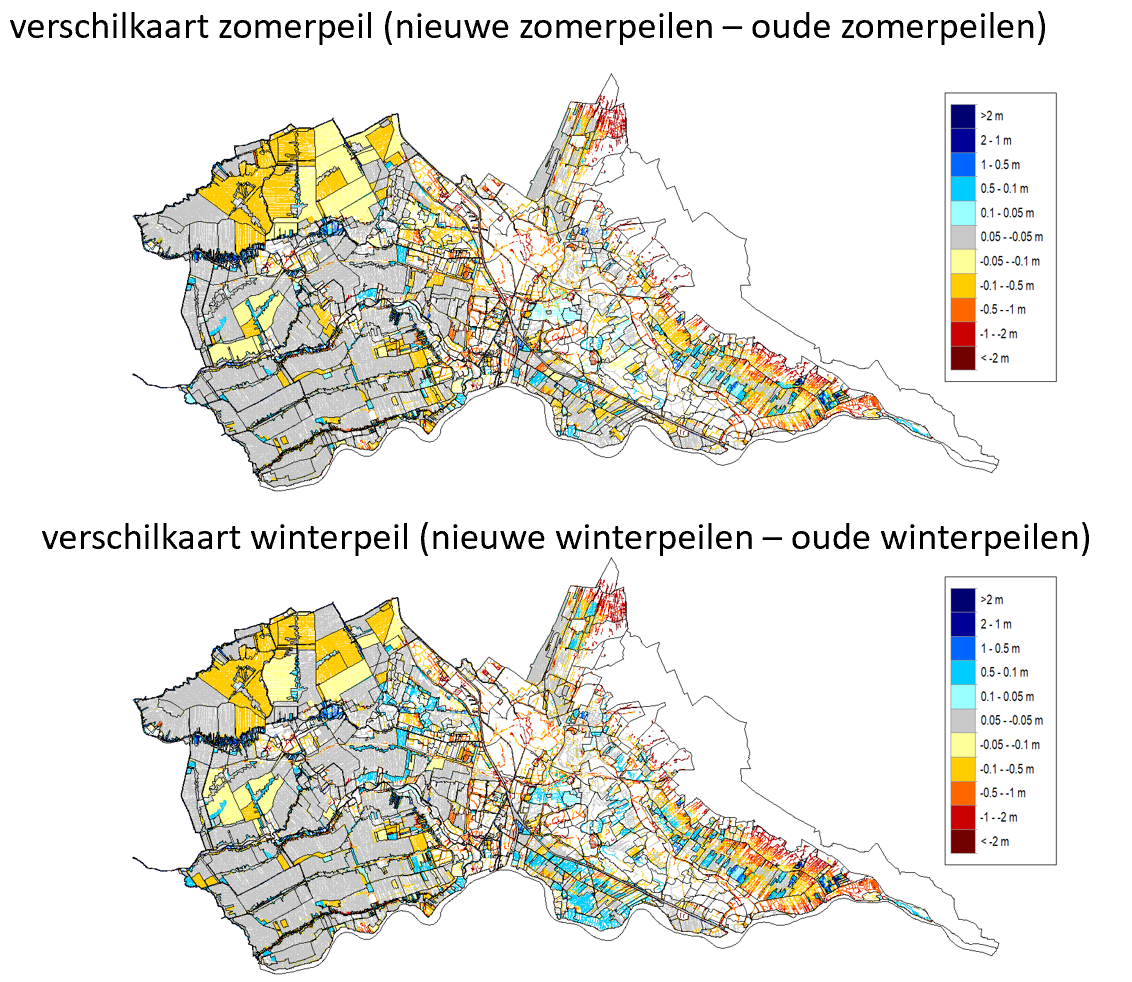 verschilkaart zomerpeil (nieuwe zomerpeilen – oude zomerpeilen)
>2 m
2 - 1 m
1 - 0.5 m
0.5 - 0.1 m
0.1 - 0.05 m
0.05 - -0.05 m
-0.05 - -0.1 m
-0.1 - -0.5 m
-0.5 - -1 m
-1 - -2 m
< -2 m
verschilkaart winterpeil (nieuwe winterpeilen – oude winterpeilen)
>2 m
2 - 1 m
1 - 0.5 m
0.5 - 0.1 m
0.1 - 0.05 m
0.05 - -0.05 m
-0.05 - -0.1 m
-0.1 - -0.5 m
-0.5 - -1 m
-1 - -2 m
< -2 m